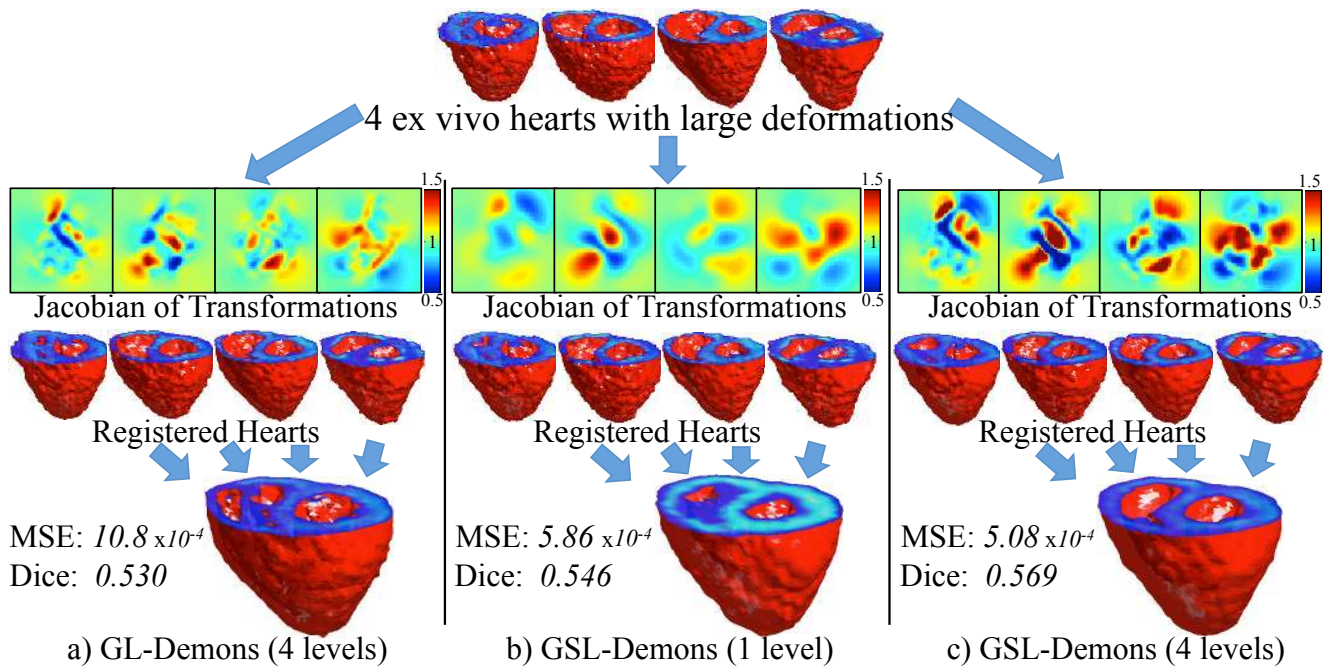 4 ex vivo hearts with large deformations
1.5
1
0.5
Jacobian of Transformations
1.5
1
0.5
Jacobian of Transformations
1.5
1
0.5
Jacobian of Transformations
Registered Hearts
Registered Hearts
Registered Hearts
MSE: 10.8 x10-4
Dice: 0.530
MSE: 5.86 x10-4
Dice: 0.546
MSE: 5.08 x10-4
Dice: 0.569
a) GL-Demons (4 levels)
b) GSL-Demons (1 level)
c) GSL-Demons (4 levels)